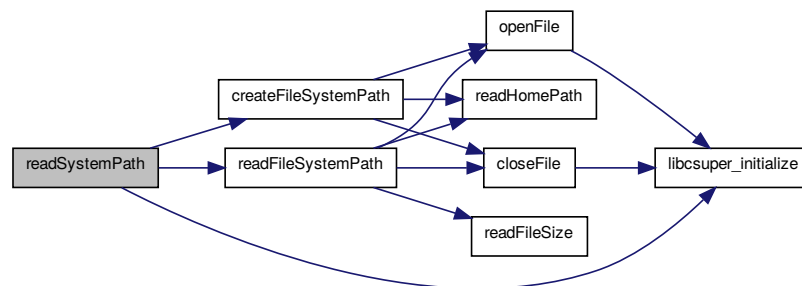 readSystemPath
createFileSystemPath
readFileSystemPath
openFile
readHomePath
closeFile
readFileSize
libcsuper_initialize